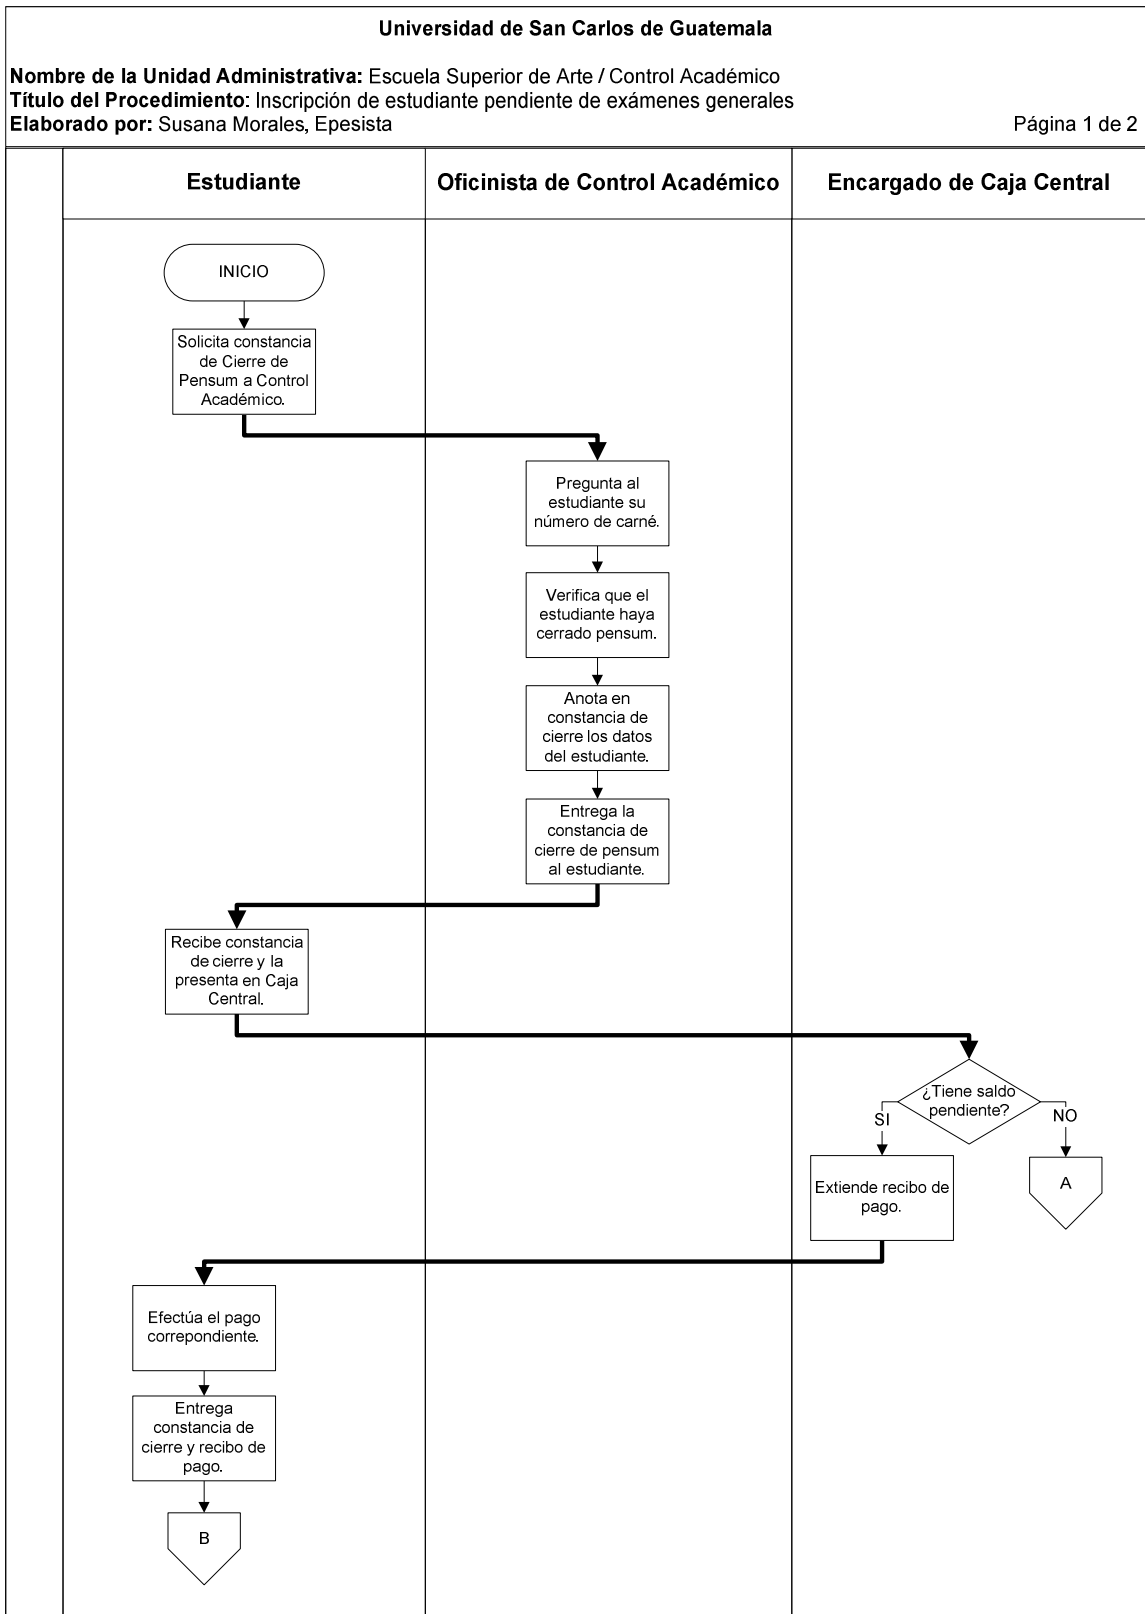 Universidad de San Carlos de Guatemala
Nombre de la Unidad Administrativa: Escuela Superior de Arte / Control Académico
Título del Procedimiento: Inscripción de estudiante pendiente de exámenes generales
Elaborado por: Susana Morales, Epesista
Página 1 de 2
Estudiante
Oficinista de Control Académico
Encargado de Caja Central
INICIO
Solicita constancia
de Cierre de
Pensum a Control
Académico.
Pregunta al
estudiante su
número de carné.
Verifica que el
estudiante haya
cerrado pensum.
Anota en
constancia de
cierre los datos
del estudiante.
Entrega la
constancia de
cierre de pensum
al estudiante.
Recibe constancia
de cierre y la
presenta en Caja
Central.
¿Tiene saldo
pendiente?
SI
NO
Extiende recibo de
pago.
A
Efectúa el pago
correpondiente.
Entrega
constancia de
cierre y recibo de
pago.
B